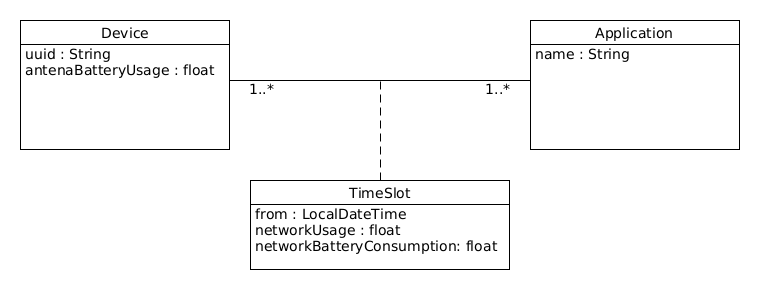 Device
uuid : String
antenaBatteryUsage : float
Application
name : String
1..*
1..*
TimeSlot
from : LocalDateTime
networkUsage : float
networkBatteryConsumption: float